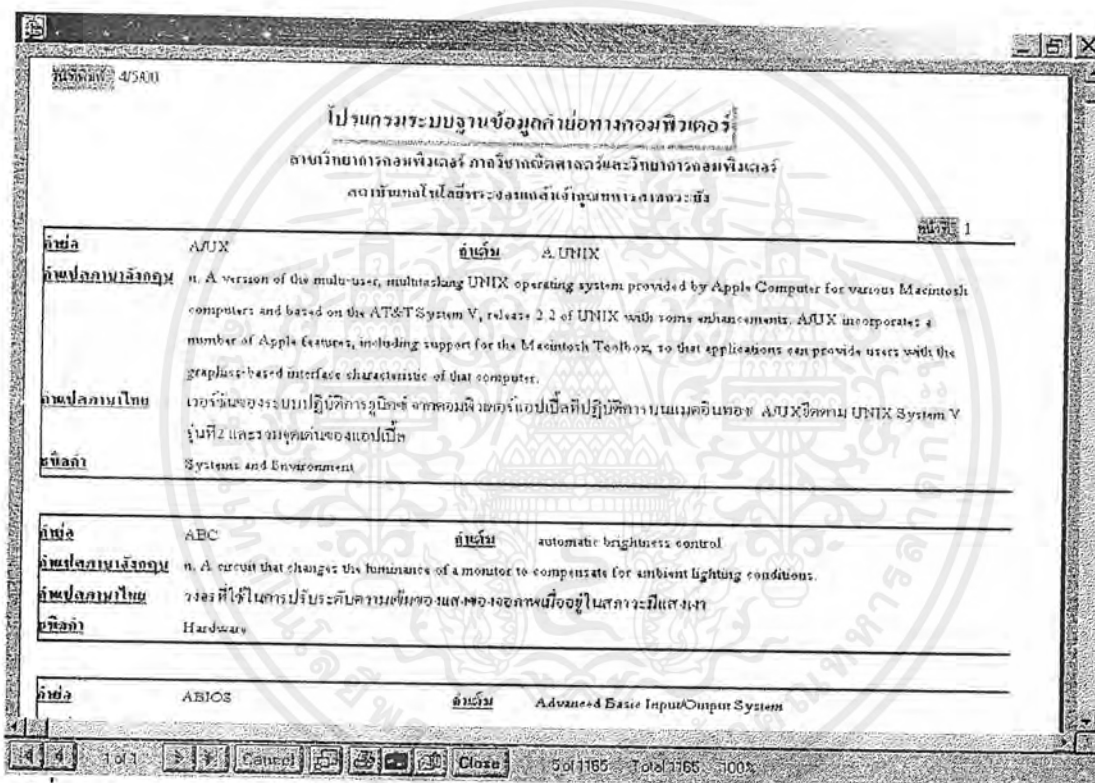 วันที่พิมพ์ : 4/5/00
โปรแกรมระบบฐานข้อมูลคำย่อทางคอมพิวเตอร์
สาขาวิทยาการคอมพิวเตอร์ ภาควิชาคณิตศาสตร์และวิทยาการคอมพิวเตอร์
สถาบันเทคโนโลยีพระจอมเกล้าเจ้าคุณทหารลาดกระบัง
หน้าที่ : 1
คำย่อ A/UX คำเต็ม A UNIX
คำแปลภาษาอังกฤษ n. A version of the multi-user, multitasking UNIX operating system provided by Apple Computer for various Macintosh
computers and based on the AT&T System V, release 2.2 of UNIX with some enhancements. A/UX incorporates a
number of Apple features, including support for the Macintosh Toolbox, so that applications can provide users with the
graphics-based interface characteristic of that computer.
คำแปลภาษาไทย เวอร์ชันของระบบปฏิบัติการยูนิกซ์ จากคอมพิวเตอร์แอปเปิ้ลที่ปฏิบัติการบนแมคอินทอช A/UXยึดตาม UNIX System V
รุ่นที่2 และรวมจุดเด่นของแอปเปิ้ล
ชนิดคำ Systems and Environment
คำย่อ ABC คำเต็ม automatic brightness control
คำแปลภาษาอังกฤษ n. A circuit that changes the luminance of a monitor to compensate for ambient lighting conditions.
คำแปลภาษาไทย วงจรที่ใช้ในการปรับระดับความเข้มของแสงของจอภาพเมื่ออยู่ในสภาวะมีแสงเงา
ชนิดคำ Hardware
คำย่อ ABIOS คำเต็ม Advanced Basic Input/Output System
1 of 1 Cancel Close 5 of 1165 Total:1165 100%